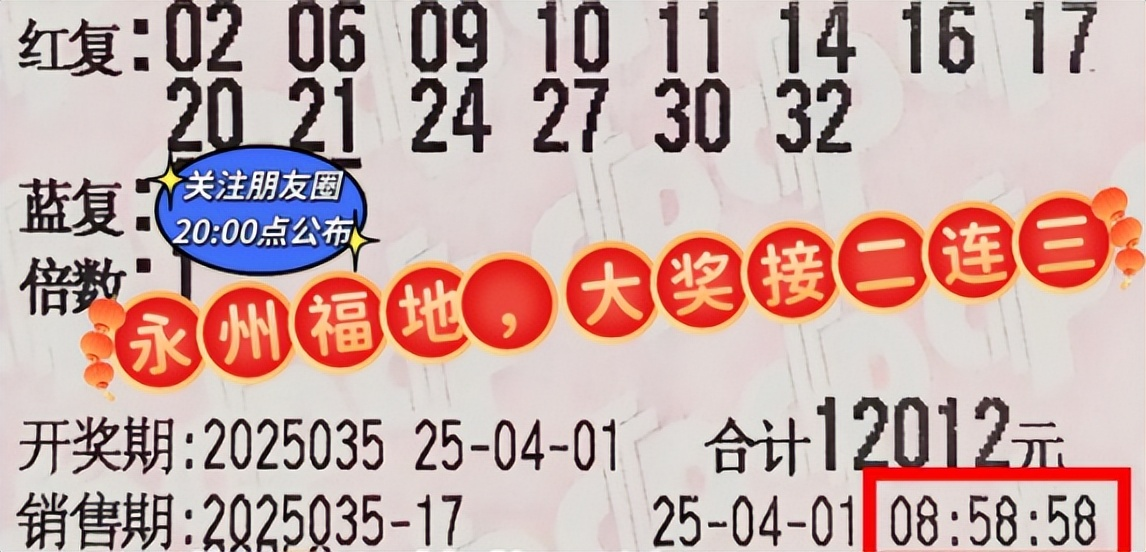 红复:02 06 09 10 11 14 16 17
20 21 24 27 30 32
蓝复:
关注朋友圈
20:00点公布
倍数:
永州福地,大奖接二连三
开奖期:2025035 25-04-01 合计12012元
销售期:2025035-17 25-04-01 08:58:58